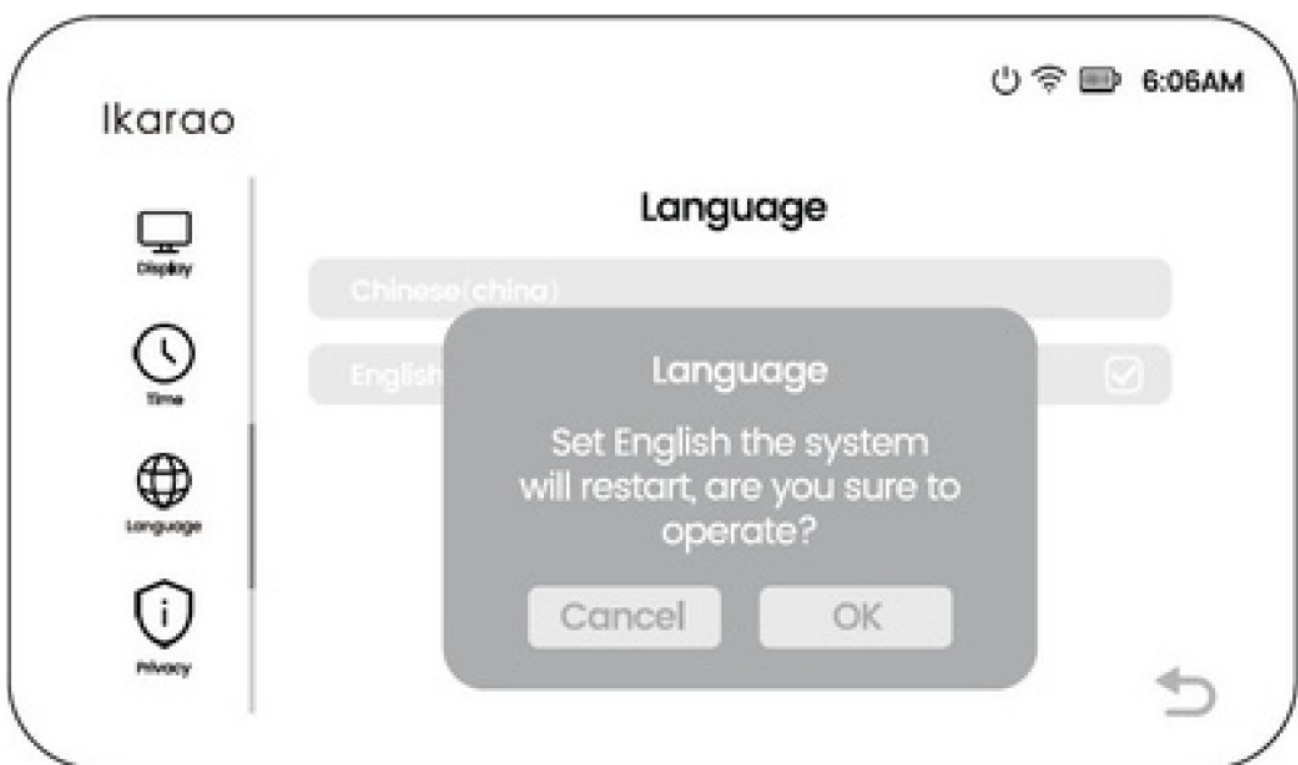 6:06AM
Ikarao
Language
Display
Chinese(china)
Time
English
Language
Set English the system
will restart, are you sure to
operate?
Language
Cancel
OK
Privacy